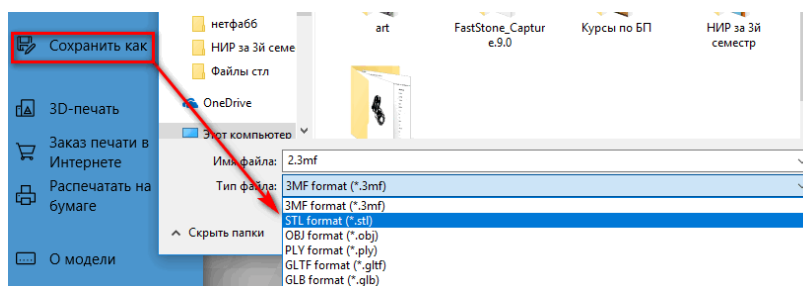 Сохранить как
3D-печать
Заказ печати в
Интернете
Распечатать на
бумаге
О модели
нетфабб
НИР за 3й семе
Файлы стл
OneDrive
Этот компьютер
art
FastStone_Captur
e.9.0
Курсы по БП
НИР за 3й
семестр
Имя файла: 2.3mf
Тип файла: 3MF format (*.3mf)
3MF format (*.3mf)
STL format (*.stl)
OBJ format (*.obj)
PLY format (*.ply)
GLTF format (*.gltf)
GLB format (*.glb)
Скрыть папки